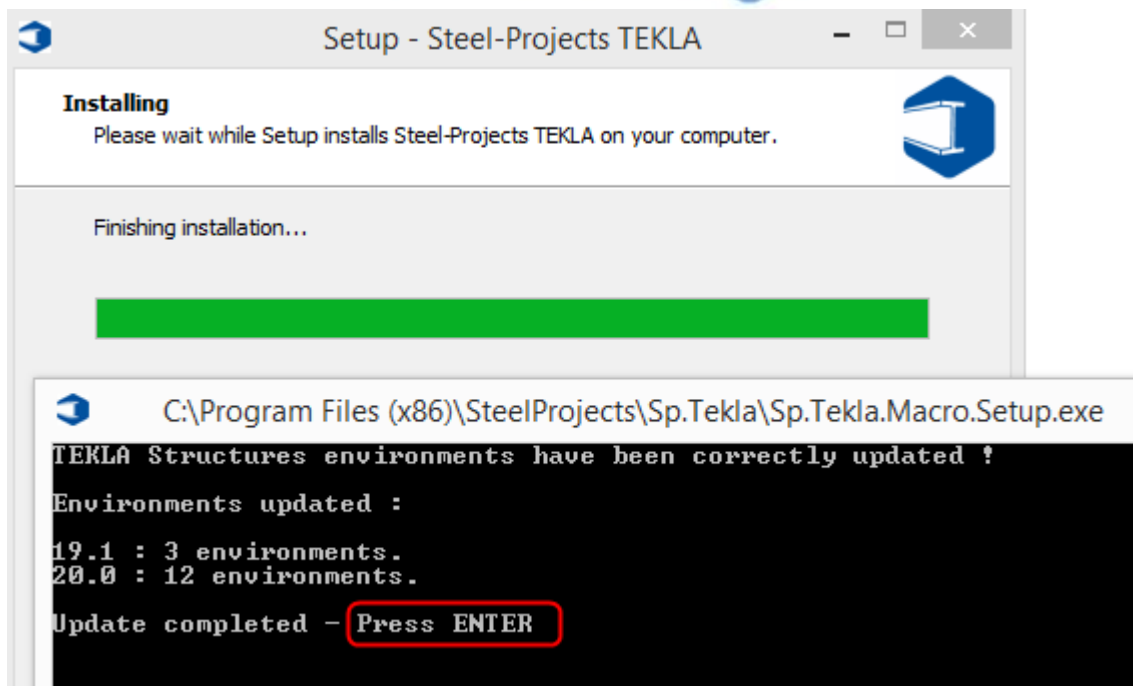 Setup - Steel-Projects TEKLA
Installing
Please wait while Setup installs Steel-Projects TEKLA on your computer.
Finishing installation...
C:\Program Files (x86)\SteelProjects\Sp.Tekla\Sp.Tekla.Macro.Setup.exe
TEKLA Structures environments have been correctly updated !
Environments updated :
19.1 : 3 environments.
20.0 : 12 environments.
Update completed - Press ENTER